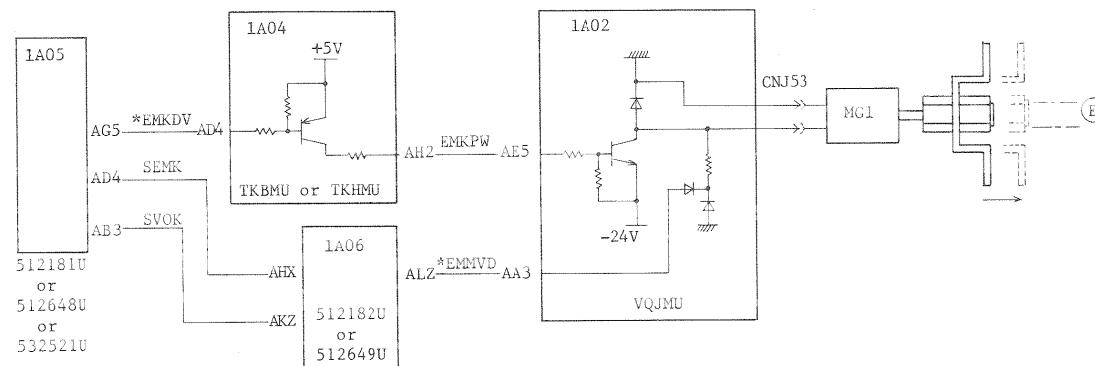 1A05
AG5
*EMKDV
AD4
AD4
SEMK
AB3
SVOK
512181U
or
512648U
or
532521U
1A04
+5V
AH2
EMKPW
AE5
TKBMU or TKHMU
1A06
AHX
AKZ
ALZ
*EMMVD
AA3
512182U
or
512649U
1A02
-24V
VQJMU
CNJ53
MG1
E